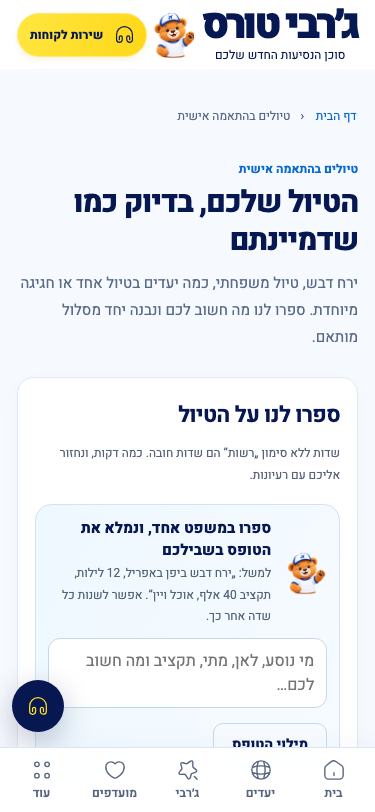 ג׳רבי טורס
סוכן הנסיעות החדש שלכם
שירות לקוחות
דף הבית › טיולים בהתאמה אישית
טיולים בהתאמה אישית
הטיול שלכם, בדיוק כמו
שדמיינתם
ירח דבש, טיול משפחתי, כמה יעדים בטיול אחד או חגיגה
מיוחדת. ספרו לנו מה חשוב לכם ונבנה יחד מסלול
מותאם.
ספרו לנו על הטיול
שדות ללא סימון „רשות“ הם שדות חובה. כמה דקות, ונחזור
אליכם עם רעיונות.
ספרו במשפט אחד, ונמלא את
הטופס בשבילכם
למשל: „ירח דבש ביפן באפריל, 12 לילות,
תקציב 40 אלף, אוכל ויין“. אפשר לשנות כל
שדה אחר כך.
מי נוסע, לאן, מתי, תקציב ומה חשוב
לכם…
מילוי הטופס
בית
יעדים
ג׳רבי
מועדפים
עוד